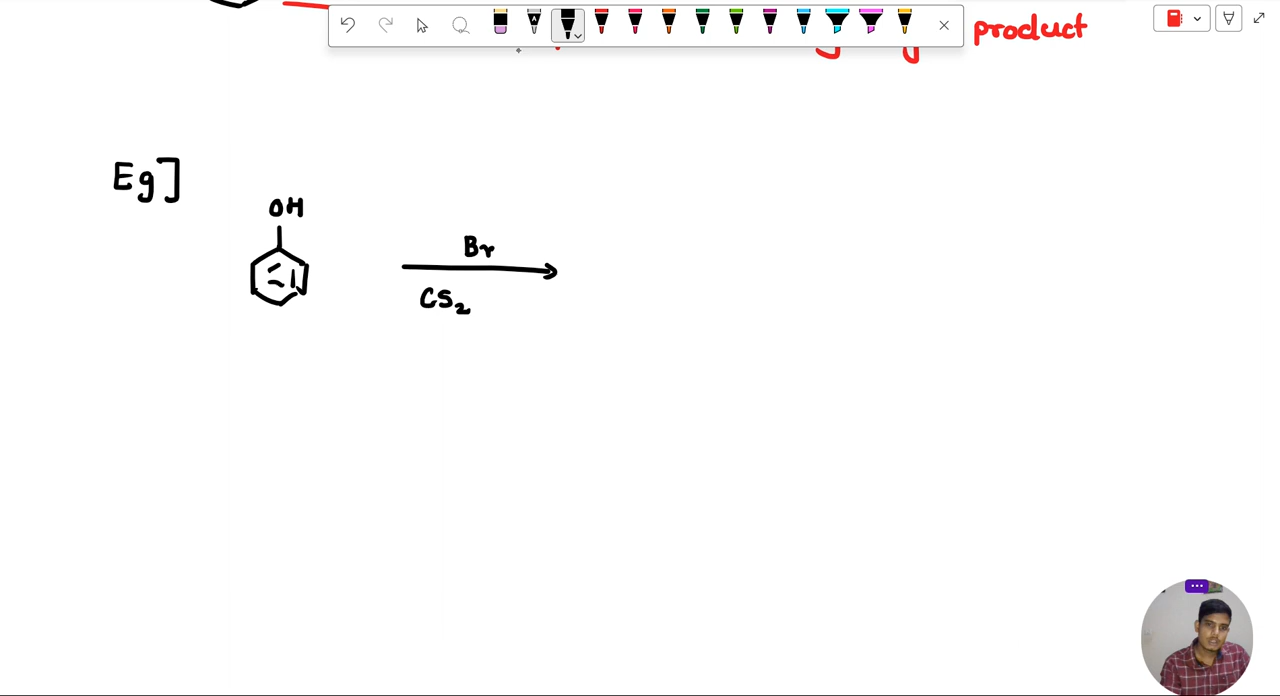 product
Eg]
OH
Br
CS₂